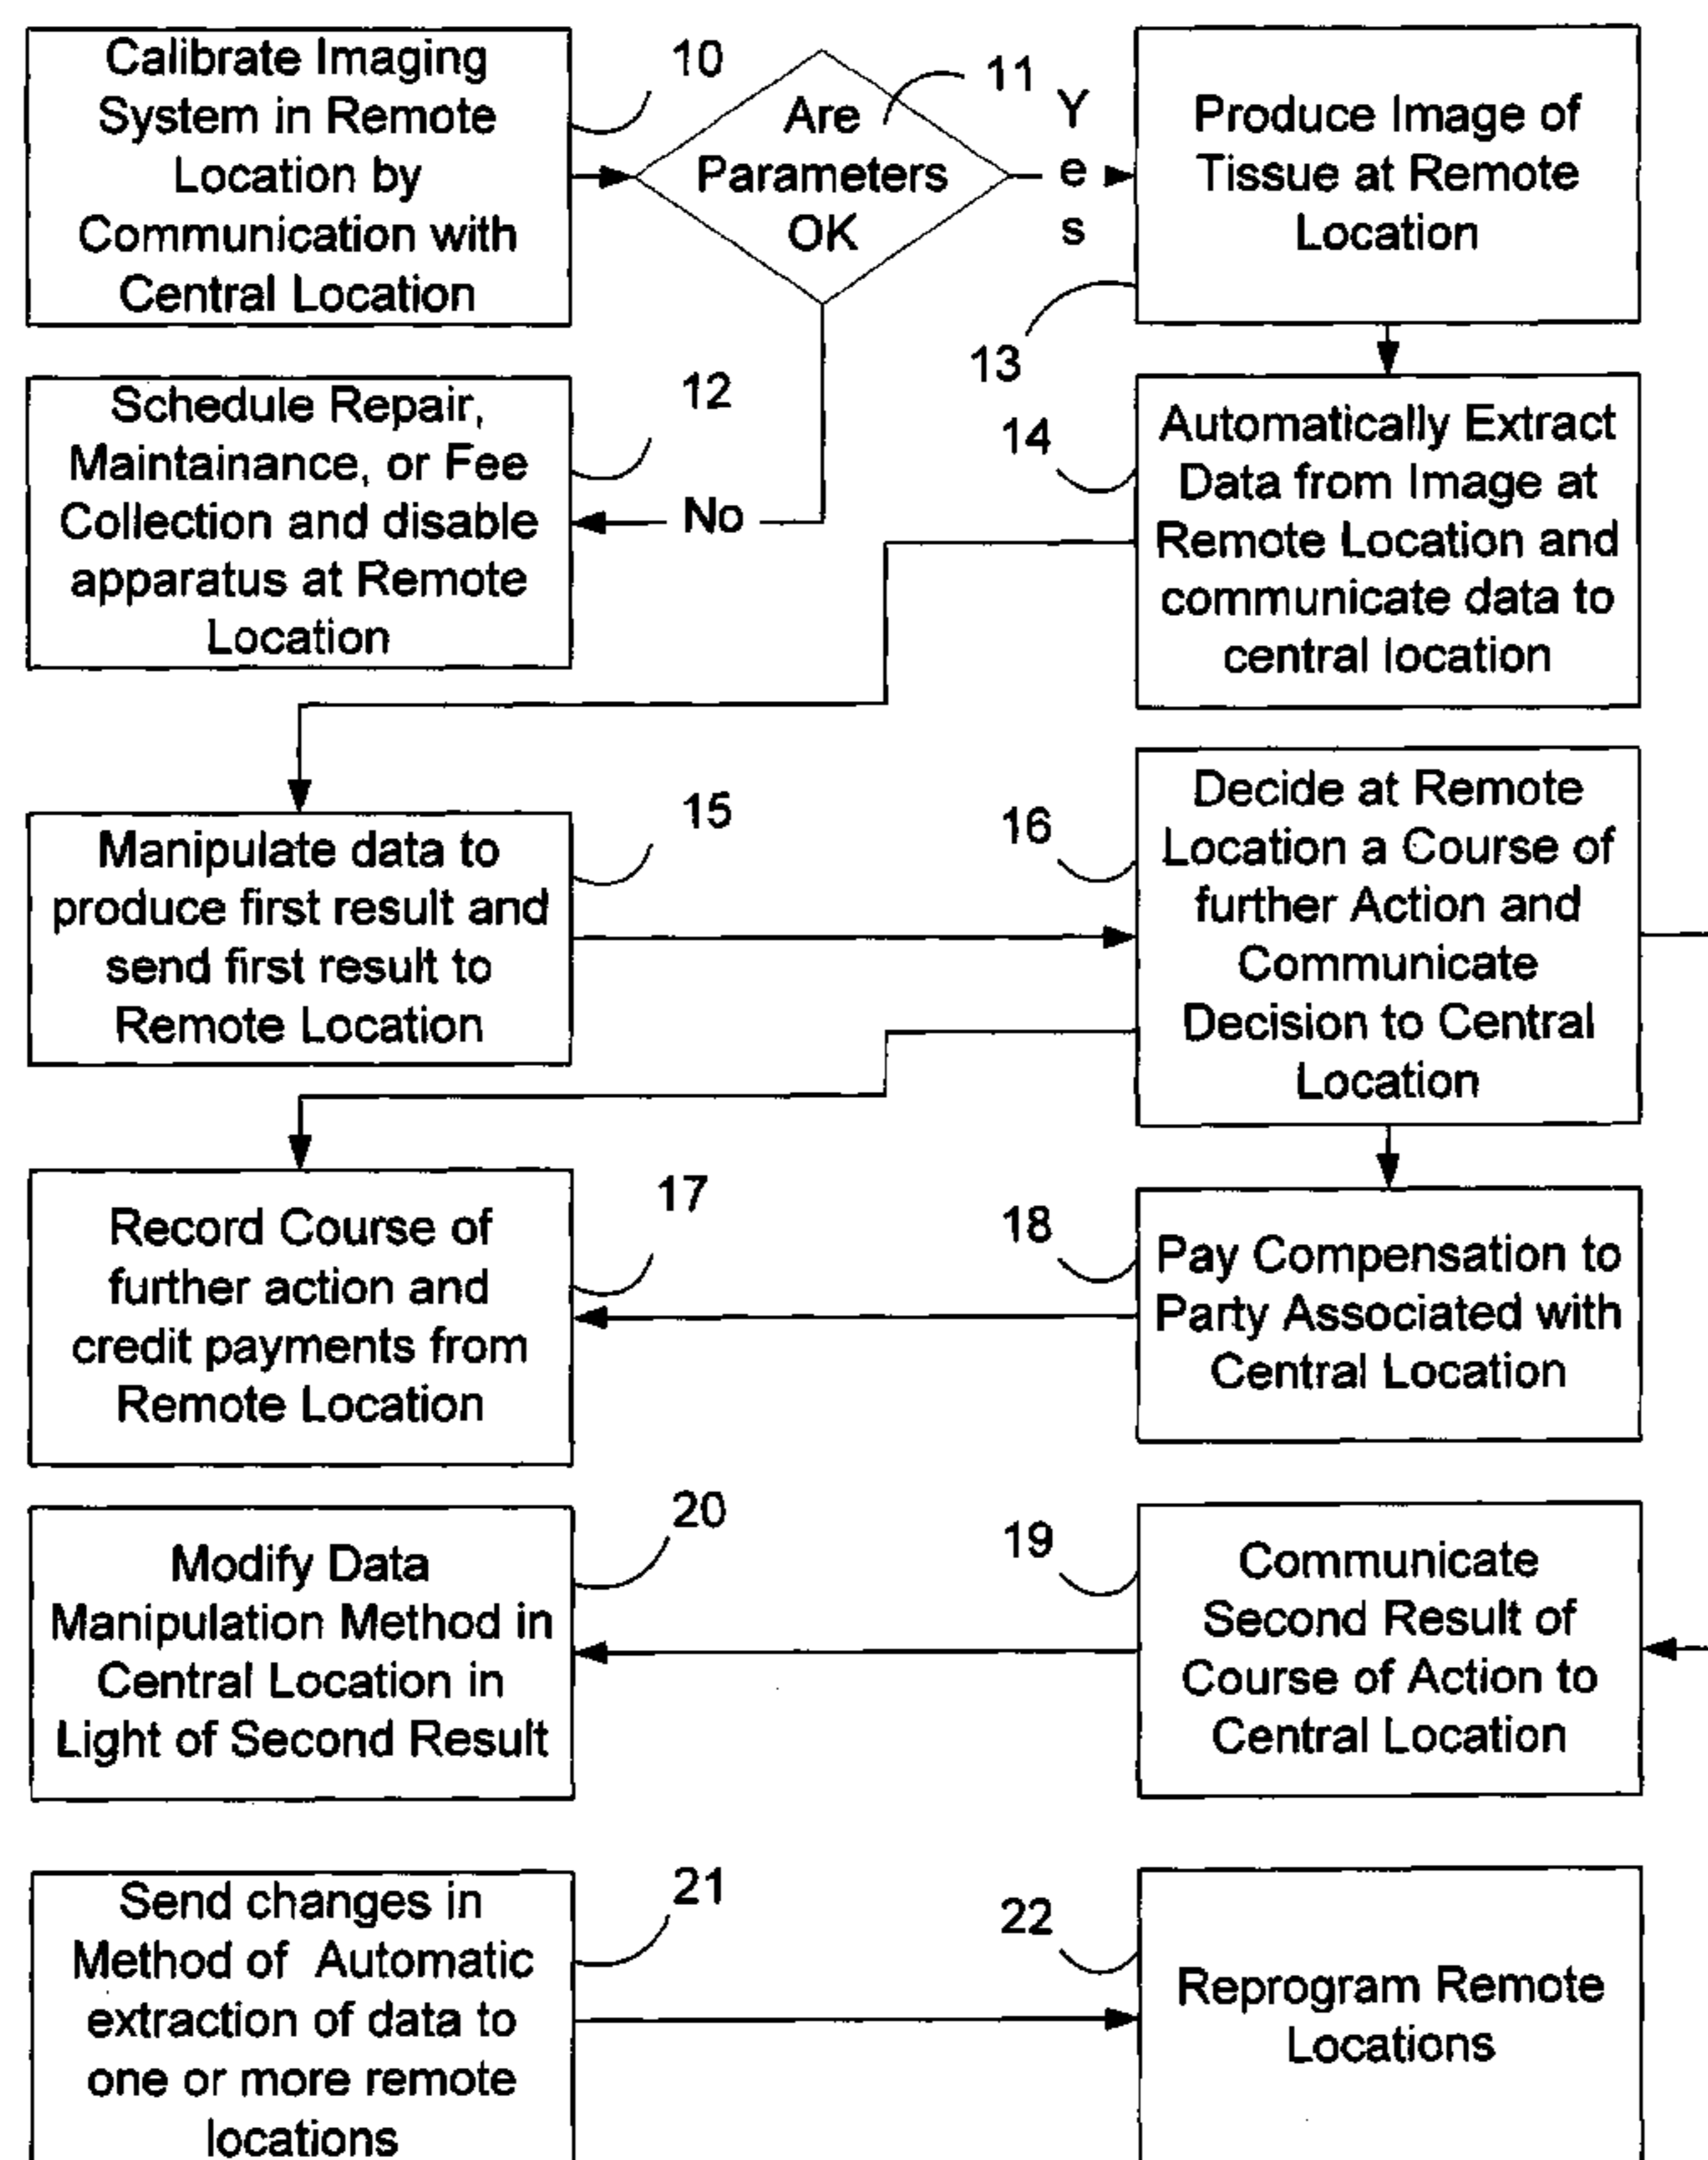 Calibrate Imaging
System in Remote
Location by
Communication with
Central Location
10
Are
Parameters
OK
11
Y
e
s
Produce Image of
Tissue at Remote
Location
13
Schedule Repair,
Maintainance, or Fee
Collection and disable
apparatus at Remote
Location
12
No
14
Automatically Extract
Data from Image at
Remote Location and
communicate data to
central location
Manipulate data to
produce first result and
send first result to
Remote Location
15
16
Decide at Remote
Location a Course of
further Action and
Communicate
Decision to Central
Location
Record Course of
further action and
credit payments from
Remote Location
17
18
Pay Compensation to
Party Associated with
Central Location
Modify Data
Manipulation Method in
Central Location in
Light of Second Result
20
19
Communicate
Second Result of
Course of Action to
Central Location
Send changes in
Method of Automatic
extraction of data to
one or more remote
locations
21
22
Reprogram Remote
Locations